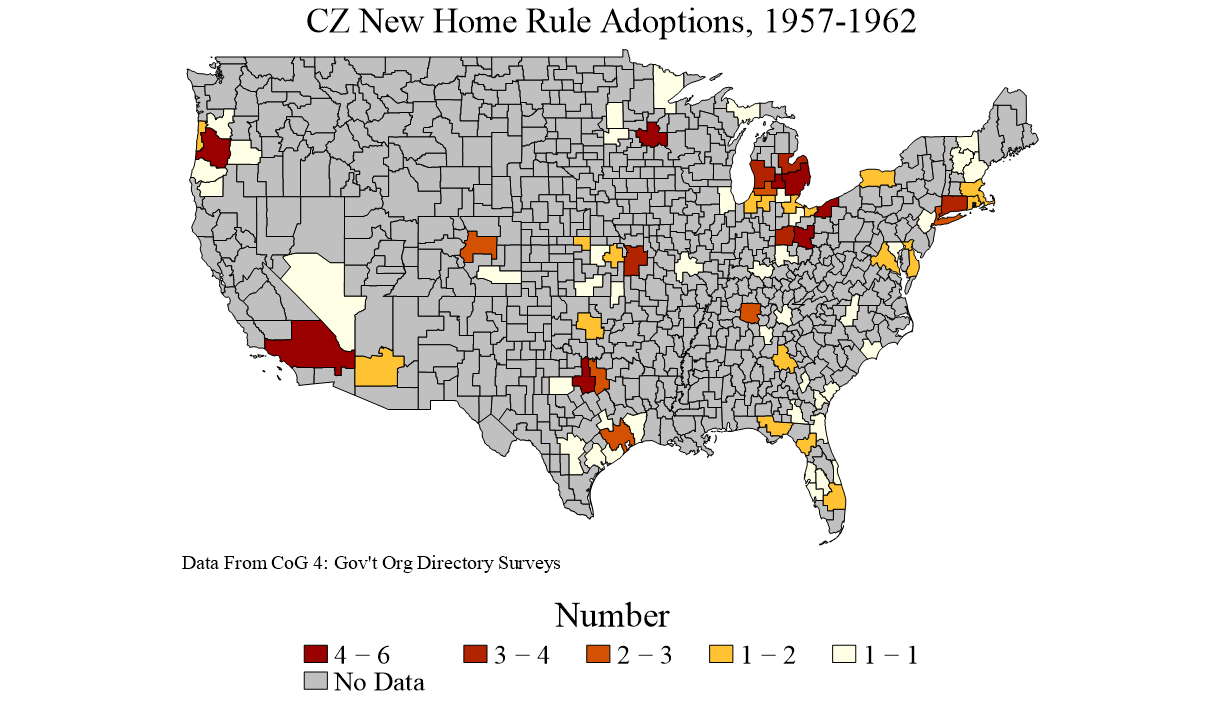 CZ New Home Rule Adoptions, 1957-1962
Data From CoG 4: Gov't Org Directory Surveys
Number
4 − 6 3 − 4 2 − 3 1 − 2 1 − 1
No Data